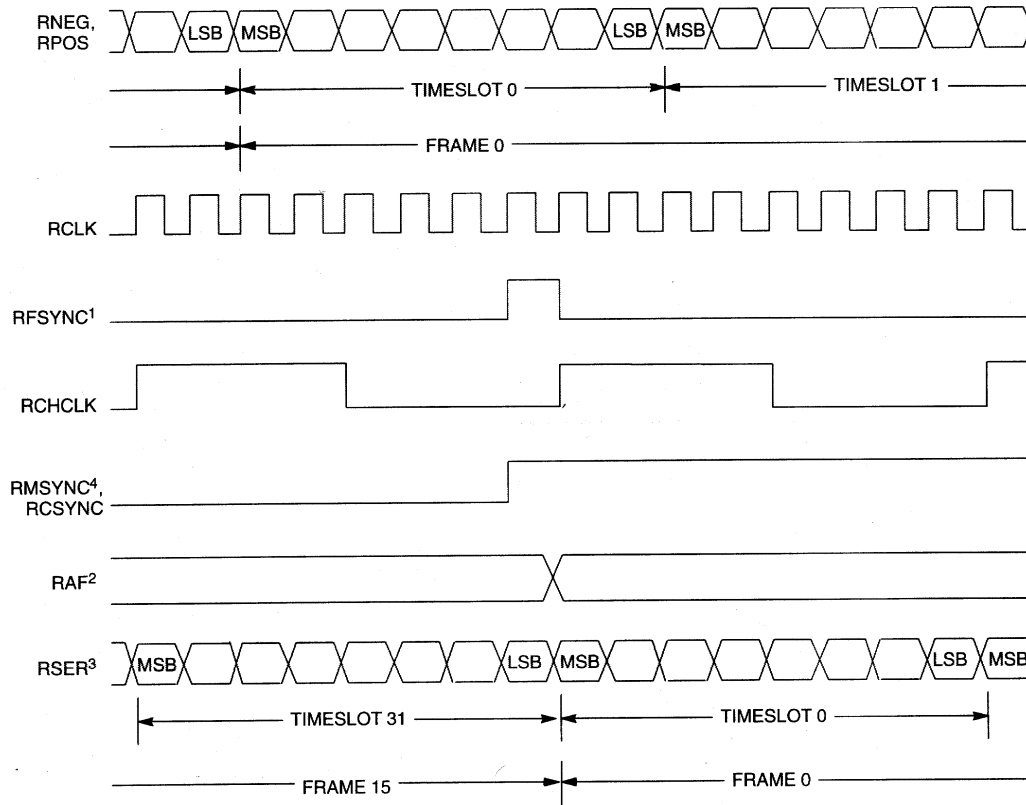 RNEG,
RPOS
LSB MSB LSB MSB
TIMESLOT 0 TIMESLOT 1
FRAME 0
RCLK
RFSYNC¹
RCHCLK
RMSYNC⁴,
RCSYNC
RAF²
RSER³
MSB LSB MSB LSB MSB
TIMESLOT 31 TIMESLOT 0
FRAME 15 FRAME 0